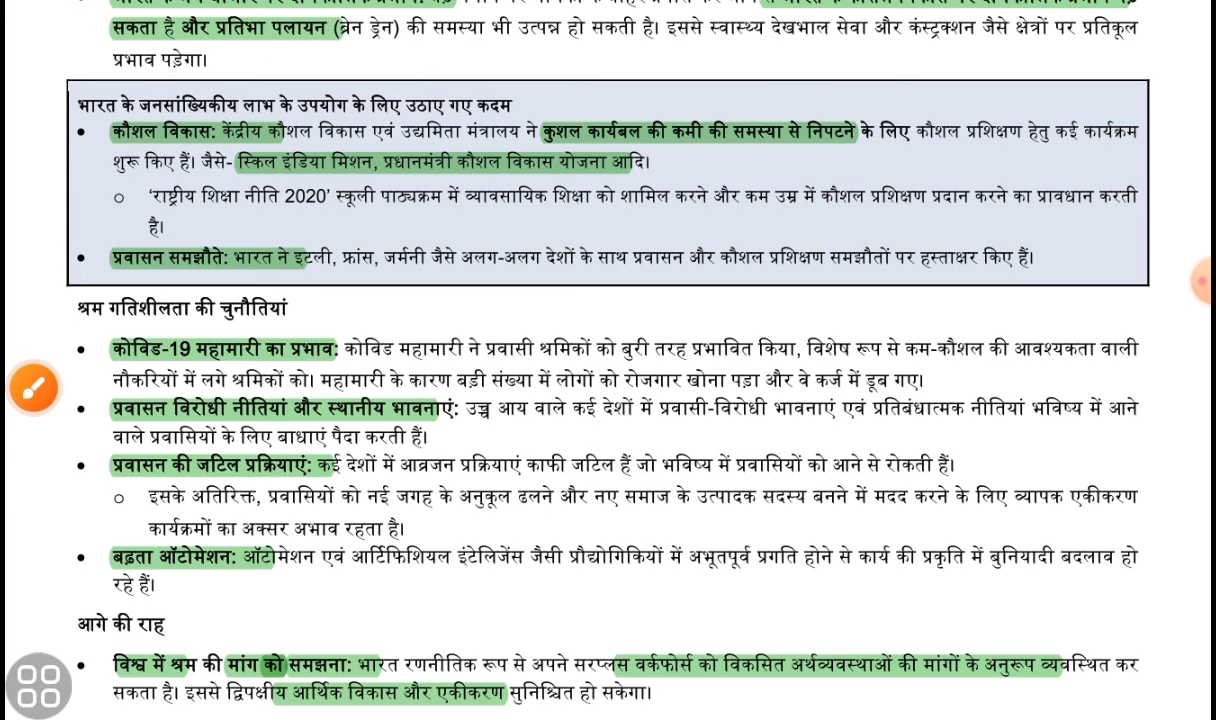 सकता है और प्रतिभा पलायन (ब्रेन ड्रेन) की समस्या भी उत्पन्न हो सकती है। इससे स्वास्थ्य देखभाल सेवा और कंस्ट्रक्शन जैसे क्षेत्रों पर प्रतिकूल
प्रभाव पड़ेगा।
भारत के जनसांख्यिकीय लाभ के उपयोग के लिए उठाए गए कदम
• कौशल विकास: केंद्रीय कौशल विकास एवं उद्यमिता मंत्रालय ने कुशल कार्यबल की कमी की समस्या से निपटने के लिए कौशल प्रशिक्षण हेतु कई कार्यक्रम
शुरू किए हैं। जैसे- स्किल इंडिया मिशन, प्रधानमंत्री कौशल विकास योजना आदि।
o ‘राष्ट्रीय शिक्षा नीति 2020’ स्कूली पाठ्यक्रम में व्यावसायिक शिक्षा को शामिल करने और कम उम्र में कौशल प्रशिक्षण प्रदान करने का प्रावधान करती
है।
• प्रवासन समझौते: भारत ने इटली, फ्रांस, जर्मनी जैसे अलग-अलग देशों के साथ प्रवासन और कौशल प्रशिक्षण समझौतों पर हस्ताक्षर किए हैं।
श्रम गतिशीलता की चुनौतियां
• कोविड-19 महामारी का प्रभाव: कोविड महामारी ने प्रवासी श्रमिकों को बुरी तरह प्रभावित किया, विशेष रूप से कम-कौशल की आवश्यकता वाली
नौकरियों में लगे श्रमिकों को। महामारी के कारण बड़ी संख्या में लोगों को रोजगार खोना पड़ा और वे कर्ज में डूब गए।
• प्रवासन विरोधी नीतियां और स्थानीय भावनाएं: उच्च आय वाले कई देशों में प्रवासी-विरोधी भावनाएं एवं प्रतिबंधात्मक नीतियां भविष्य में आने
वाले प्रवासियों के लिए बाधाएं पैदा करती हैं।
• प्रवासन की जटिल प्रक्रियाएं: कई देशों में आव्रजन प्रक्रियाएं काफी जटिल हैं जो भविष्य में प्रवासियों को आने से रोकती हैं।
o इसके अतिरिक्त, प्रवासियों को नई जगह के अनुकूल ढलने और नए समाज के उत्पादक सदस्य बनने में मदद करने के लिए व्यापक एकीकरण
कार्यक्रमों का अक्सर अभाव रहता है।
• बढ़ता ऑटोमेशन: ऑटोमेशन एवं आर्टिफिशियल इंटेलिजेंस जैसी प्रौद्योगिकियों में अभूतपूर्व प्रगति होने से कार्य की प्रकृति में बुनियादी बदलाव हो
रहे हैं।
आगे की राह
• विश्व में श्रम की मांग को समझना: भारत रणनीतिक रूप से अपने सरप्लस वर्कफोर्स को विकसित अर्थव्यवस्थाओं की मांगों के अनुरूप व्यवस्थित कर
सकता है। इससे द्विपक्षीय आर्थिक विकास और एकीकरण सुनिश्चित हो सकेगा।